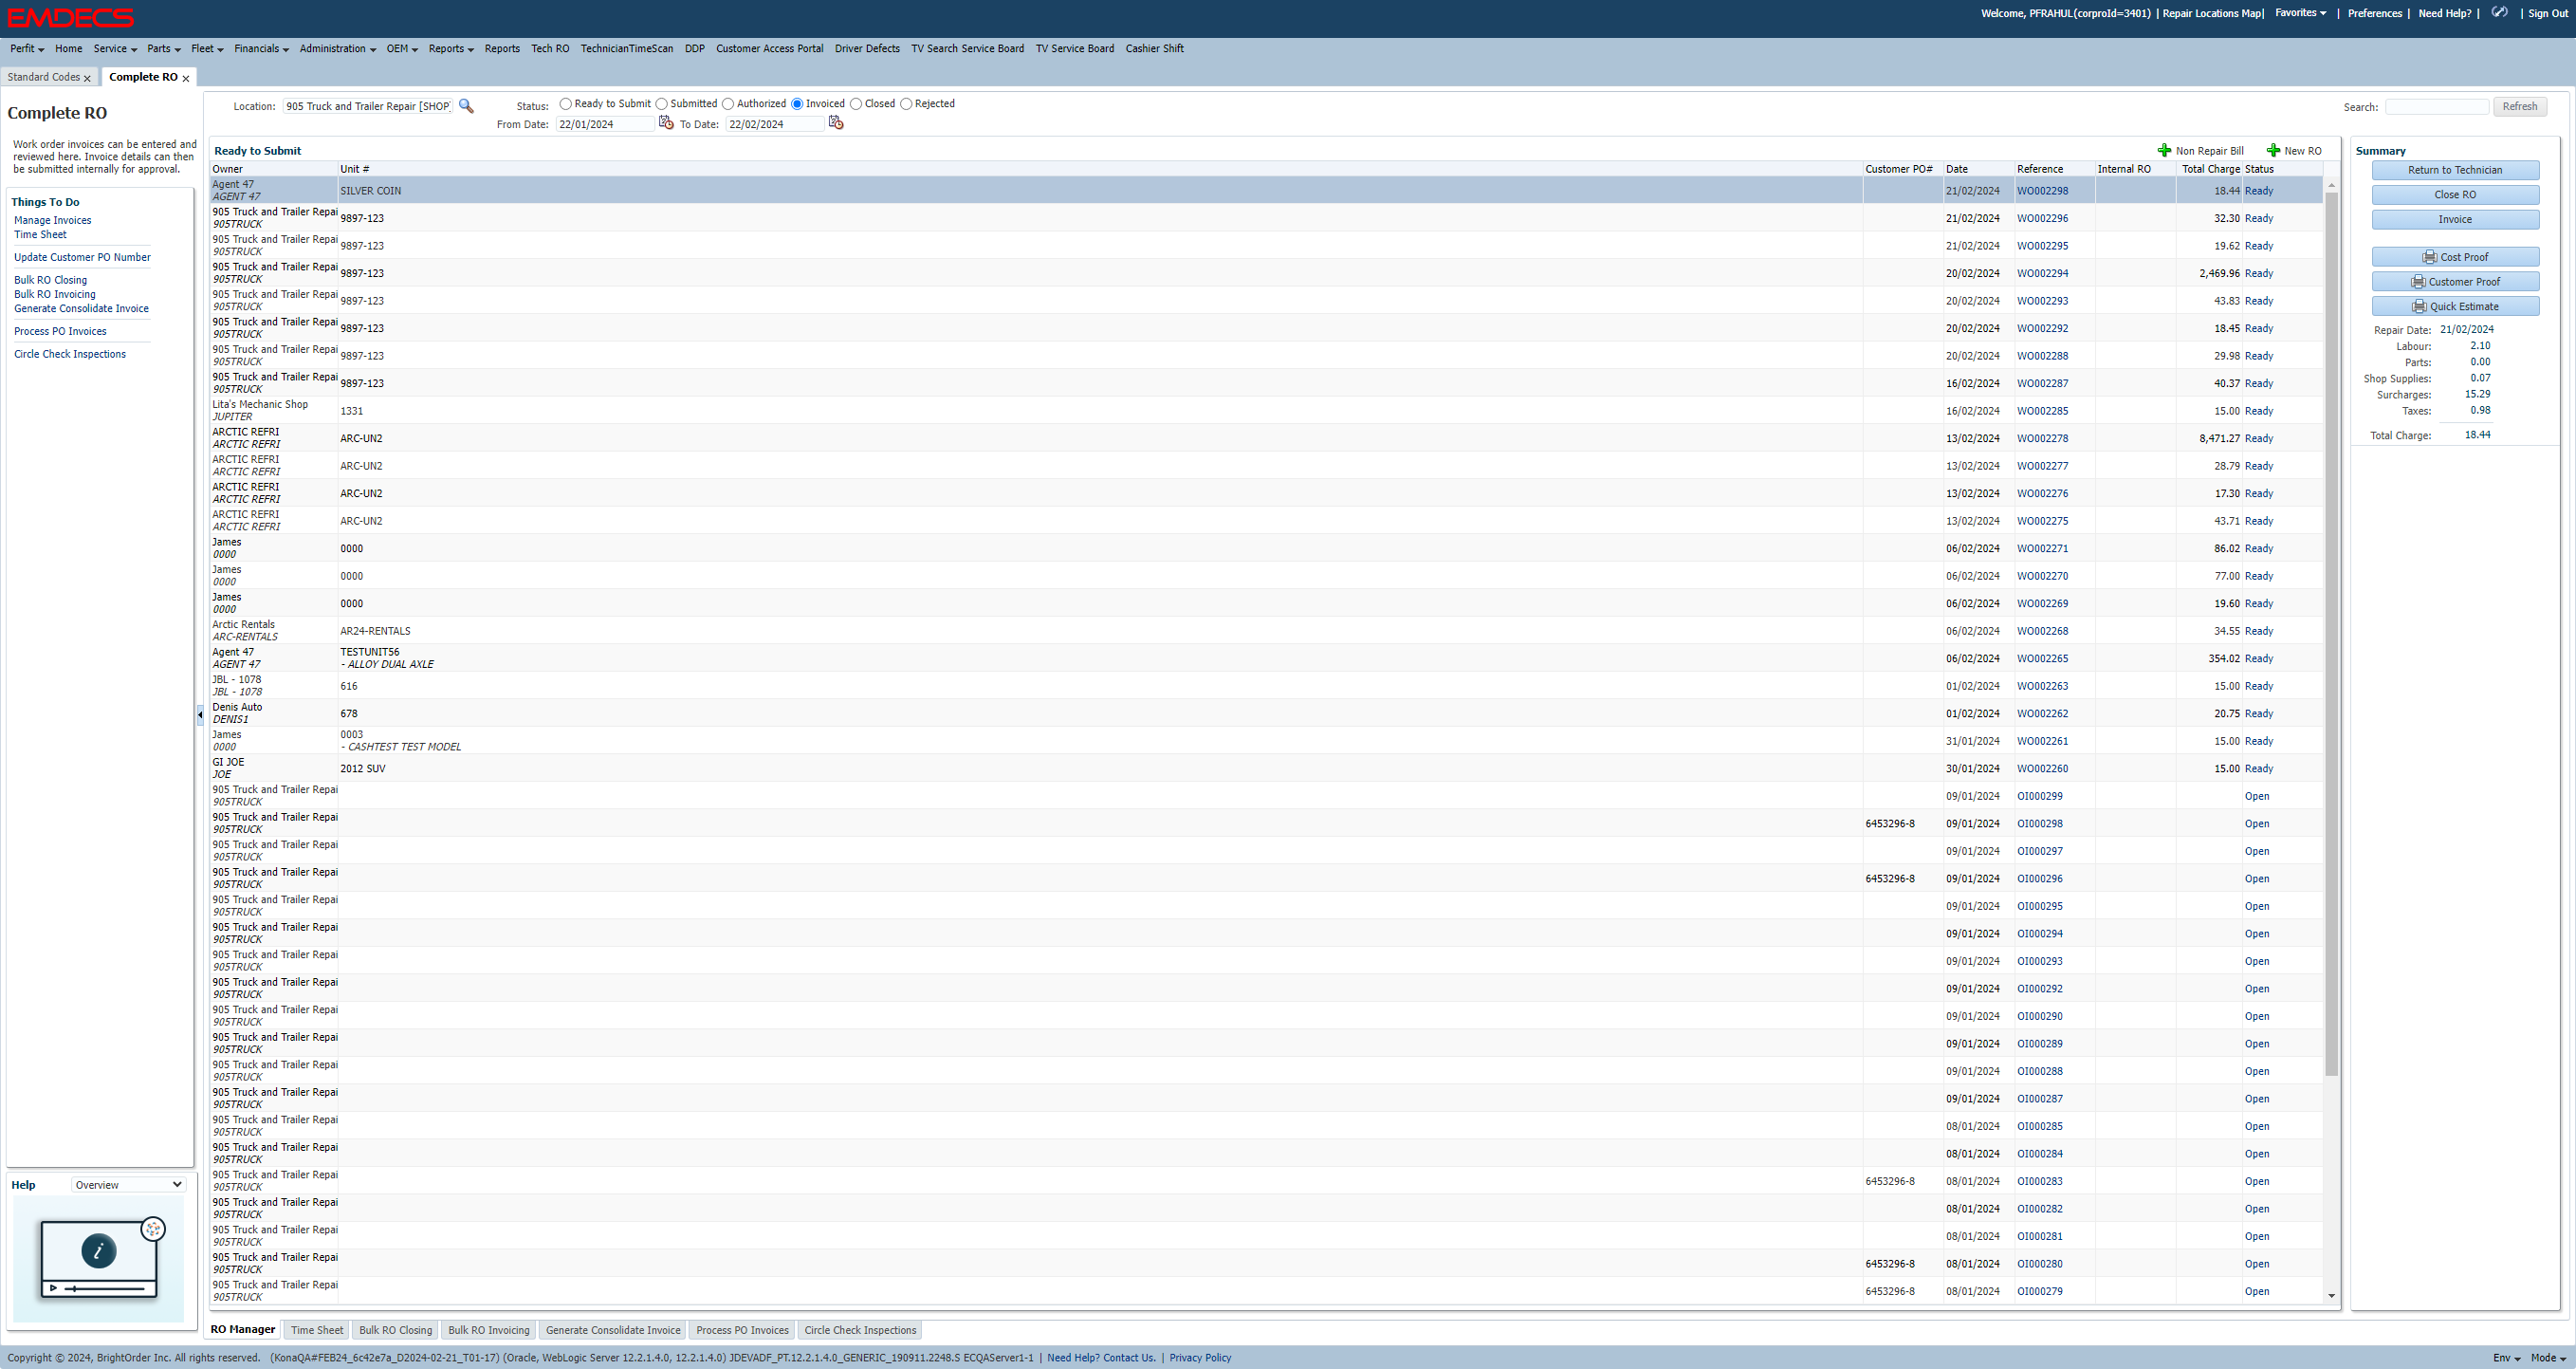 EMDECS
Welcome, PFRAHUL(corproId=3401) | Repair Locations Map| Favorites | Preferences | Need Help? | | Sign Out
Perfit Home Service Parts Fleet Financials Administration OEM Reports Reports Tech RO TechnicianTimeScan DDP Customer Access Portal Driver Defects TV Search Service Board TV Service Board Cashier Shift
Standard Codes Complete RO
Complete RO
Work order invoices can be entered and
reviewed here. Invoice details can then
be submitted internally for approval.
Things To Do
Manage Invoices
Time Sheet
Update Customer PO Number
Bulk RO Closing
Bulk RO Invoicing
Generate Consolidate Invoice
Process PO Invoices
Circle Check Inspections
Help Overview
Location: 905 Truck and Trailer Repair [SHOP]
Status: Ready to Submit Submitted Authorized Invoiced Closed Rejected
From Date: 22/01/2024 To Date: 22/02/2024
Search: Refresh
Ready to Submit Non Repair Bill New RO
Owner Unit # Customer PO# Date Reference Internal RO Total Charge Status
Agent 47
AGENT 47 SILVER COIN 21/02/2024 WO002298 18.44 Ready
905 Truck and Trailer Repai
905TRUCK 9897-123 21/02/2024 WO002296 32.30 Ready
905 Truck and Trailer Repai
905TRUCK 9897-123 21/02/2024 WO002295 19.62 Ready
905 Truck and Trailer Repai
905TRUCK 9897-123 20/02/2024 WO002294 2,469.96 Ready
905 Truck and Trailer Repai
905TRUCK 9897-123 20/02/2024 WO002293 43.83 Ready
905 Truck and Trailer Repai
905TRUCK 9897-123 20/02/2024 WO002292 18.45 Ready
905 Truck and Trailer Repai
905TRUCK 9897-123 20/02/2024 WO002288 29.98 Ready
905 Truck and Trailer Repai
905TRUCK 9897-123 16/02/2024 WO002287 40.37 Ready
Lita's Mechanic Shop
JUPITER 1331 16/02/2024 WO002285 15.00 Ready
ARCTIC REFRI
ARCTIC REFRI ARC-UN2 13/02/2024 WO002278 8,471.27 Ready
ARCTIC REFRI
ARCTIC REFRI ARC-UN2 13/02/2024 WO002277 28.79 Ready
ARCTIC REFRI
ARCTIC REFRI ARC-UN2 13/02/2024 WO002276 17.30 Ready
ARCTIC REFRI
ARCTIC REFRI ARC-UN2 13/02/2024 WO002275 43.71 Ready
James
0000 0000 06/02/2024 WO002271 86.02 Ready
James
0000 0000 06/02/2024 WO002270 77.00 Ready
James
0000 0000 06/02/2024 WO002269 19.60 Ready
Arctic Rentals
ARC-RENTALS AR24-RENTALS 06/02/2024 WO002268 34.55 Ready
Agent 47 TESTUNIT56
AGENT 47 - ALLOY DUAL AXLE 06/02/2024 WO002265 354.02 Ready
JBL - 1078
JBL - 1078 616 01/02/2024 WO002263 15.00 Ready
Denis Auto
DENIS1 678 01/02/2024 WO002262 20.75 Ready
James 0003
0000 - CASHTEST TEST MODEL 31/01/2024 WO002261 15.00 Ready
GI JOE
JOE 2012 SUV 30/01/2024 WO002260 15.00 Ready
905 Truck and Trailer Repai
905TRUCK 09/01/2024 OI000299 Open
905 Truck and Trailer Repai
905TRUCK 6453296-8 09/01/2024 OI000298 Open
905 Truck and Trailer Repai
905TRUCK 09/01/2024 OI000297 Open
905 Truck and Trailer Repai
905TRUCK 6453296-8 09/01/2024 OI000296 Open
905 Truck and Trailer Repai
905TRUCK 09/01/2024 OI000295 Open
905 Truck and Trailer Repai
905TRUCK 09/01/2024 OI000294 Open
905 Truck and Trailer Repai
905TRUCK 09/01/2024 OI000293 Open
905 Truck and Trailer Repai
905TRUCK 09/01/2024 OI000292 Open
905 Truck and Trailer Repai
905TRUCK 09/01/2024 OI000290 Open
905 Truck and Trailer Repai
905TRUCK 09/01/2024 OI000289 Open
905 Truck and Trailer Repai
905TRUCK 09/01/2024 OI000288 Open
905 Truck and Trailer Repai
905TRUCK 09/01/2024 OI000287 Open
905 Truck and Trailer Repai
905TRUCK 08/01/2024 OI000285 Open
905 Truck and Trailer Repai
905TRUCK 08/01/2024 OI000284 Open
905 Truck and Trailer Repai
905TRUCK 6453296-8 08/01/2024 OI000283 Open
905 Truck and Trailer Repai
905TRUCK 08/01/2024 OI000282 Open
905 Truck and Trailer Repai
905TRUCK 08/01/2024 OI000281 Open
905 Truck and Trailer Repai
905TRUCK 6453296-8 08/01/2024 OI000280 Open
905 Truck and Trailer Repai
905TRUCK 6453296-8 08/01/2024 OI000279 Open
Summary
Return to Technician
Close RO
Invoice
Cost Proof
Customer Proof
Quick Estimate
Repair Date: 21/02/2024
Labour: 2.10
Parts: 0.00
Shop Supplies: 0.07
Surcharges: 15.29
Taxes: 0.98
Total Charge: 18.44
RO Manager Time Sheet Bulk RO Closing Bulk RO Invoicing Generate Consolidate Invoice Process PO Invoices Circle Check Inspections
Copyright © 2024, BrightOrder Inc. All rights reserved. (KonaQA#FEB24_6c42e7a_D2024-02-21_T01-17) (Oracle, WebLogic Server 12.2.1.4.0, 12.2.1.4.0) JDEVADF_PT.12.2.1.4.0_GENERIC_190911.2248.S ECQAServer1-1 | Need Help? Contact Us. | Privacy Policy
Env Mode